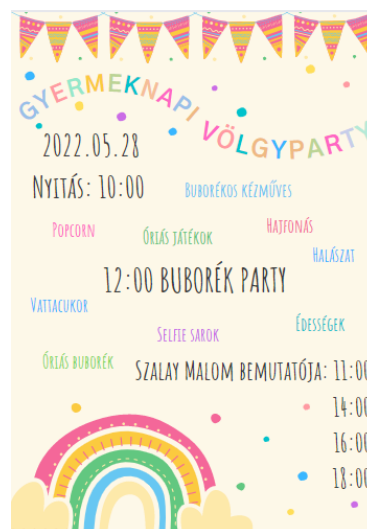 GYERMEKNAPI VÖLGYPARTY
2022.05.28
NYITÁS: 10:00
BUBORÉKOS KÉZMŰVES
POPCORN
HAJFONÁS
ÓRIÁS JÁTÉKOK
HALÁSZAT
12:00 BUBORÉK PARTY
VATTACUKOR
ÉDESSÉGEK
SELFIE SAROK
ÓRIÁS BUBORÉK
SZALAY MALOM BEMUTATÓJA: 11:00
14:00
16:00
18:00